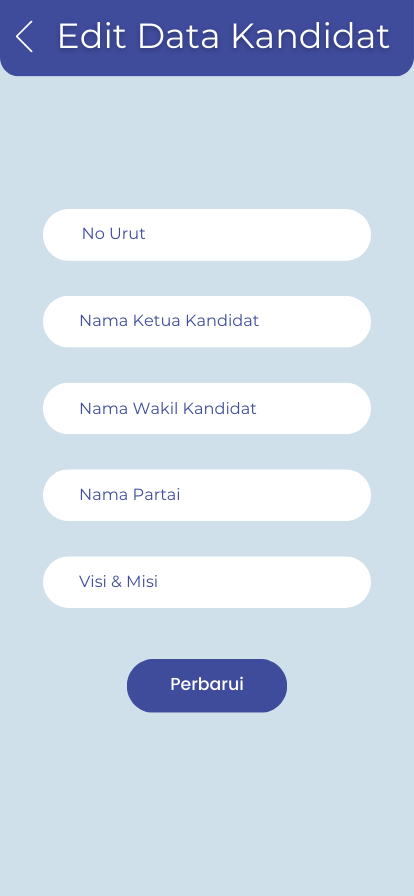 Edit Data Kandidat
No Urut
Nama Ketua Kandidat
Nama Wakil Kandidat
Nama Partai
Visi & Misi
Perbarui